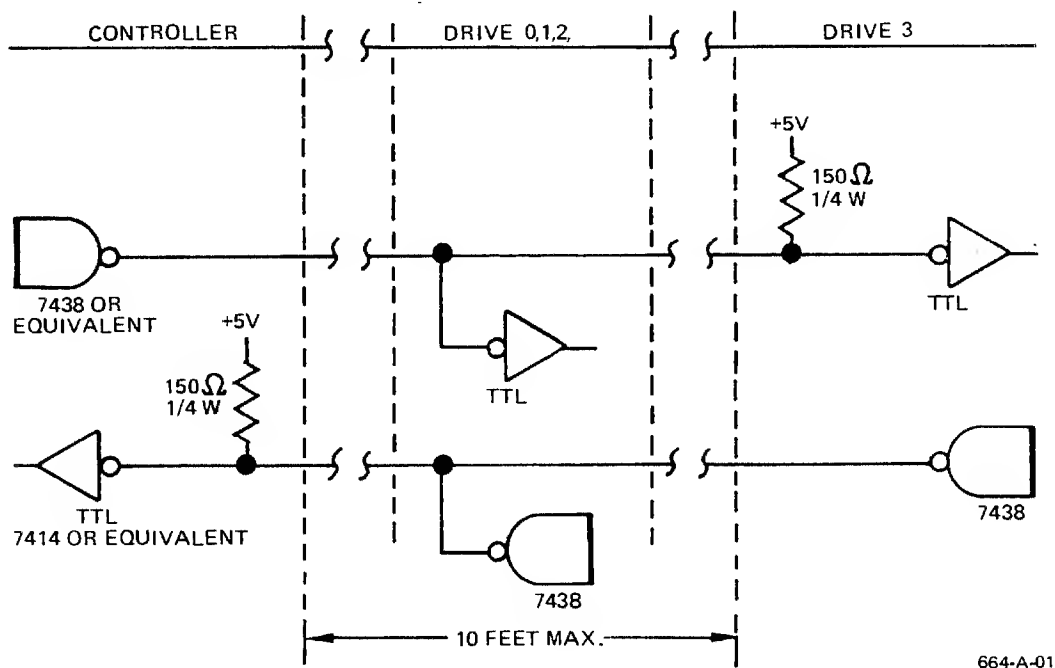 CONTROLLER
DRIVE 0,1,2,
DRIVE 3
+5V
150Ω
1/4 W
7438 OR
EQUIVALENT
TTL
+5V
150Ω
1/4 W
TTL
TTL
7414 OR EQUIVALENT
7438
7438
10 FEET MAX.
664-A-01